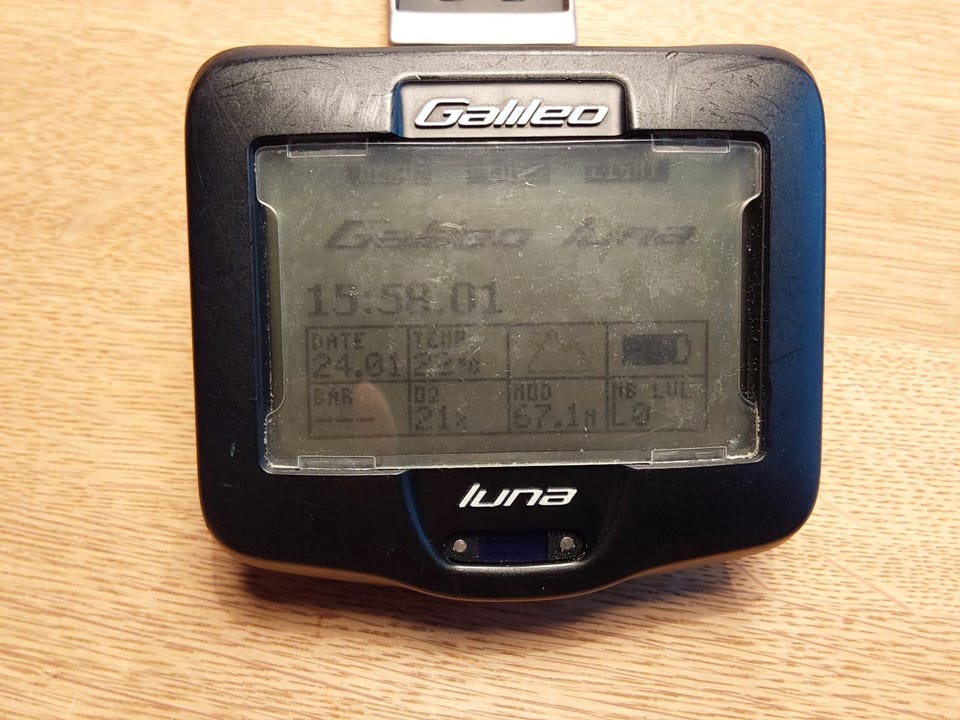 Galileo
LIGHT
Galileo luna
15:58.01
DATE TEMP
24.01 22°C
BAR O2 MOD MB LVL
--- 21% 67.1M L0
luna